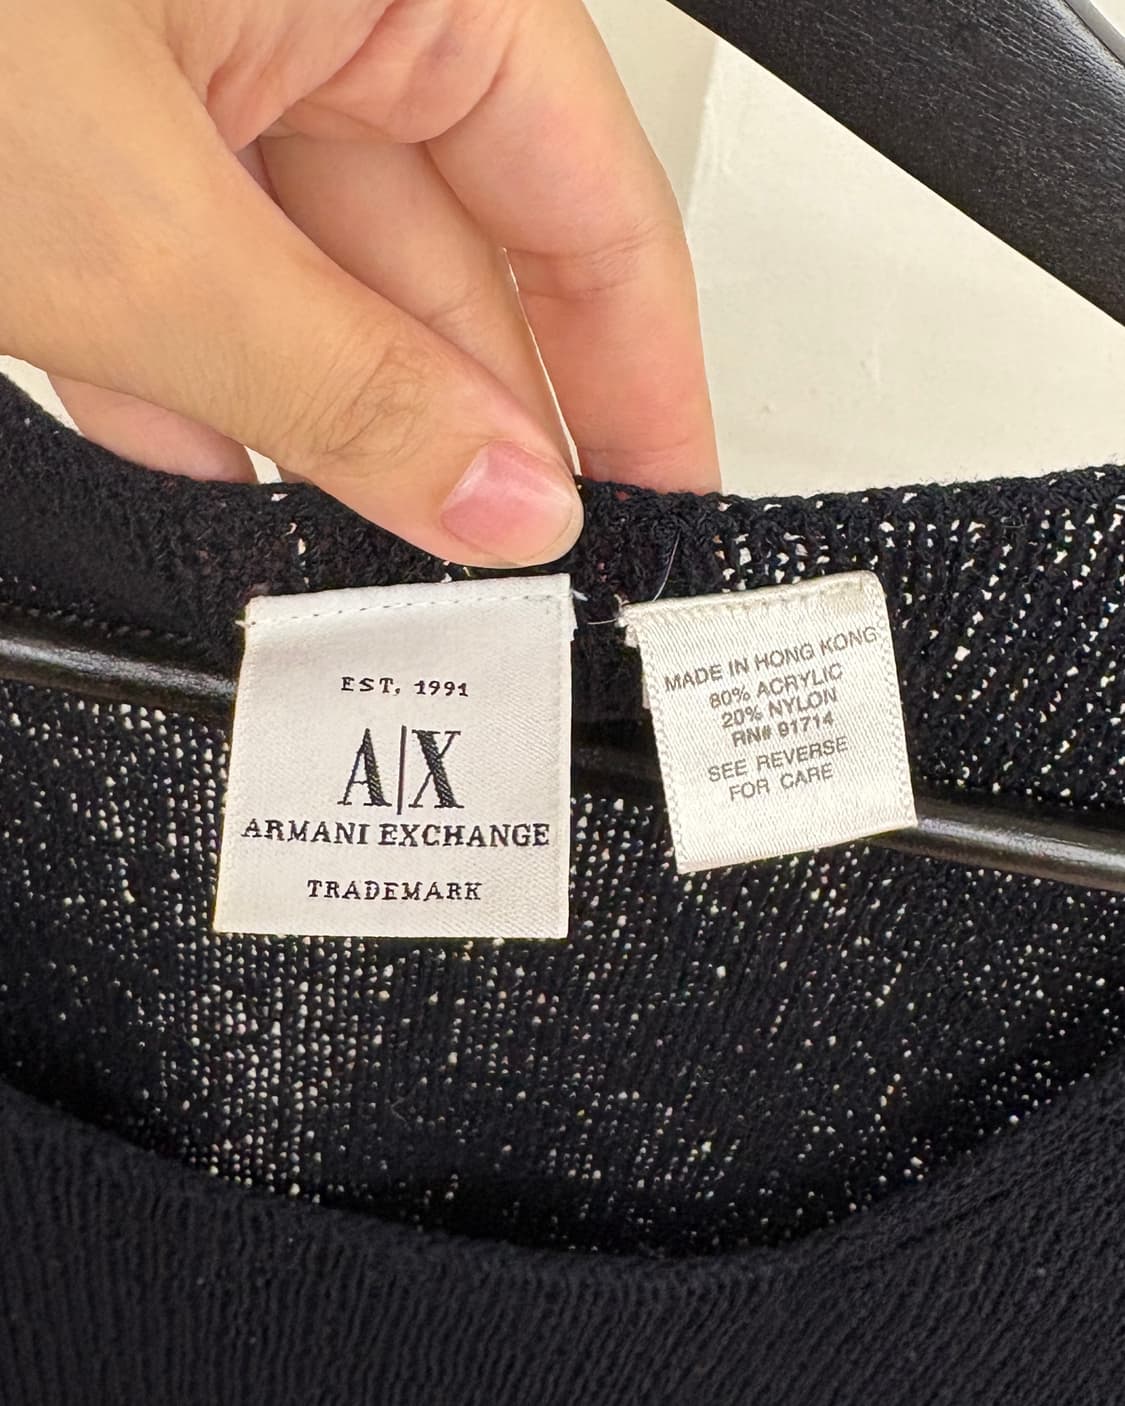 EST. 1991
A|X
ARMANI EXCHANGE
TRADEMARK
MADE IN HONG KONG
80% ACRYLIC
20% NYLON
RN# 91714
SEE REVERSE
FOR CARE